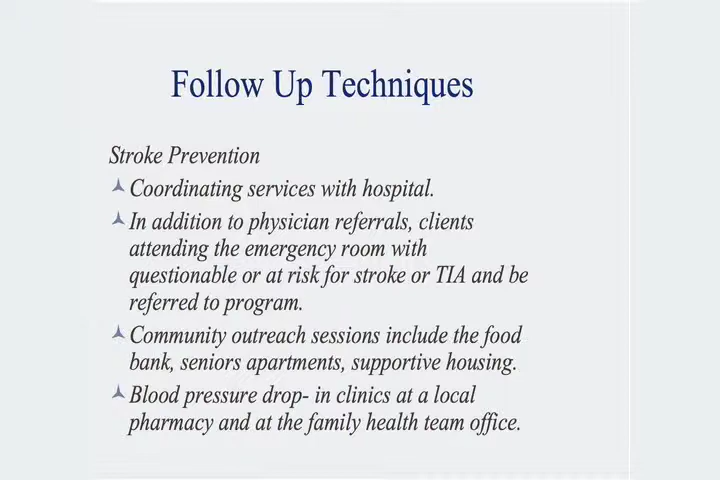 Follow Up Techniques
Stroke Prevention
Coordinating services with hospital.
In addition to physician referrals, clients
attending the emergency room with
questionable or at risk for stroke or TIA and be
referred to program.
Community outreach sessions include the food
bank, seniors apartments, supportive housing.
Blood pressure drop- in clinics at a local
pharmacy and at the family health team office.